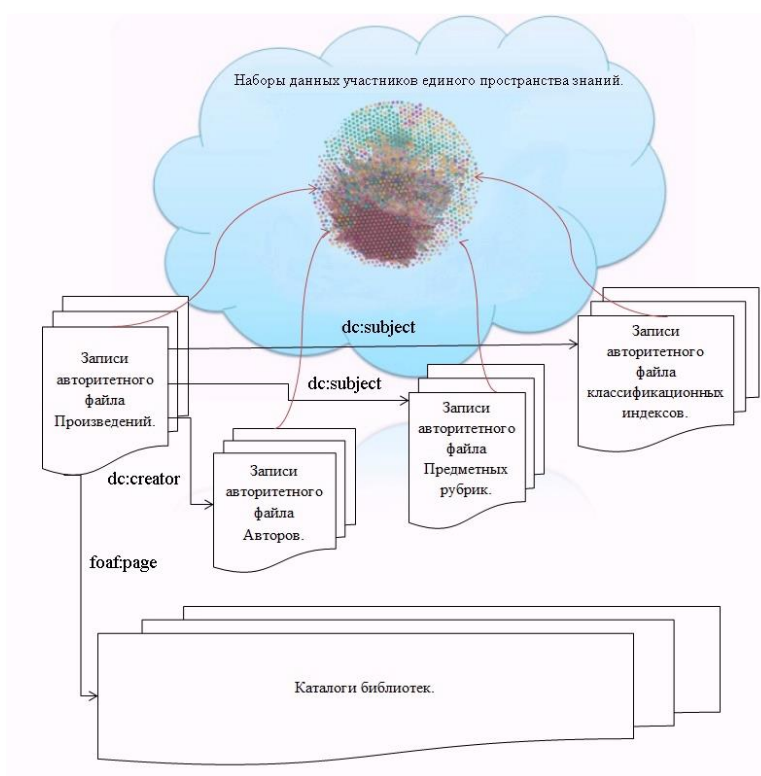 Наборы данных участников единого пространства знаний.
dc:subject
Записи
авторитетного
файла
Произведений.
Записи
авторитетного
файла
классификационных
индексов.
dc:subject
Записи
авторитетного
файла
Предметных
рубрик.
dc:creator
Записи
авторитетного
файла
Авторов.
foaf:page
Каталоги библиотек.